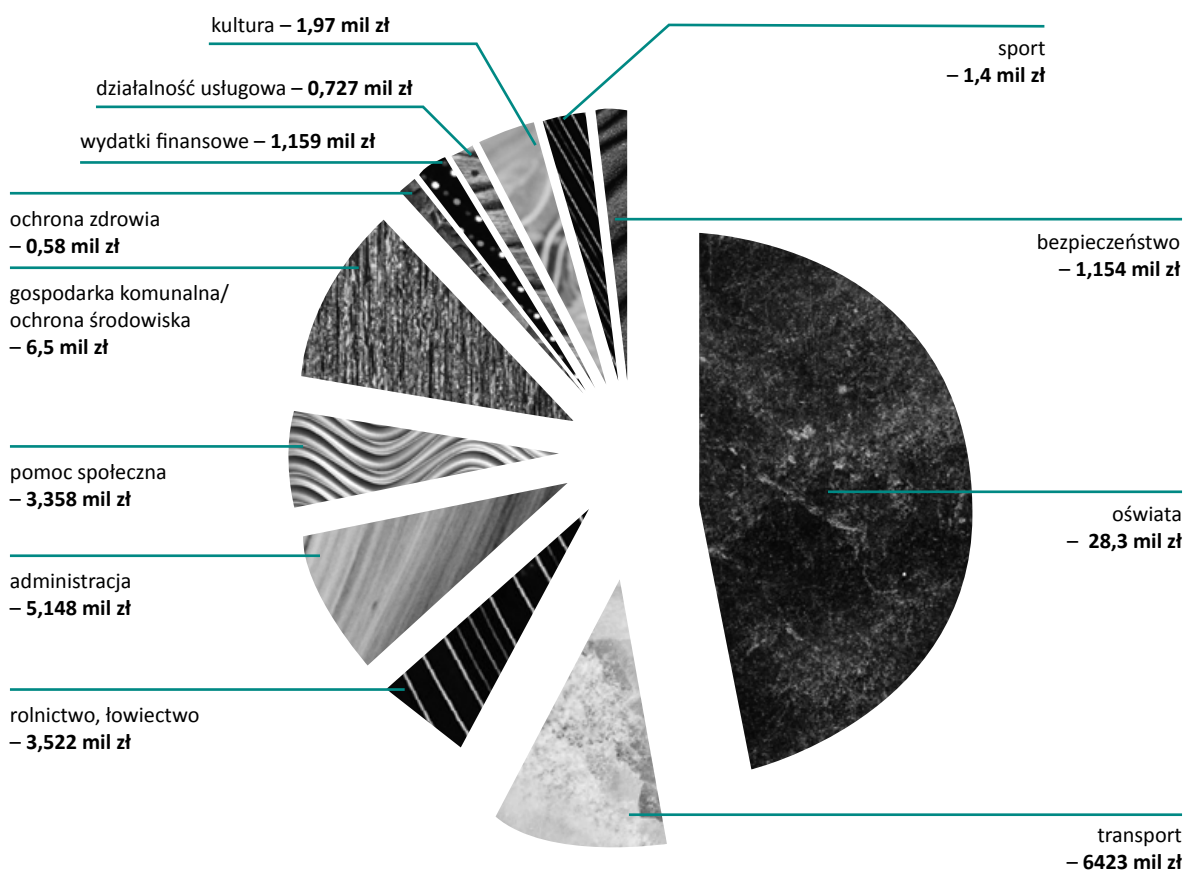 kultura – 1,97 mil zł
działalność usługowa – 0,727 mil zł
wydatki finansowe – 1,159 mil zł
ochrona zdrowia
– 0,58 mil zł
gospodarka komunalna/
ochrona środowiska
– 6,5 mil zł
pomoc społeczna
– 3,358 mil zł
administracja
– 5,148 mil zł
rolnictwo, łowiectwo
– 3,522 mil zł
sport
– 1,4 mil zł
bezpieczeństwo
– 1,154 mil zł
oświata
– 28,3 mil zł
transport
– 6423 mil zł